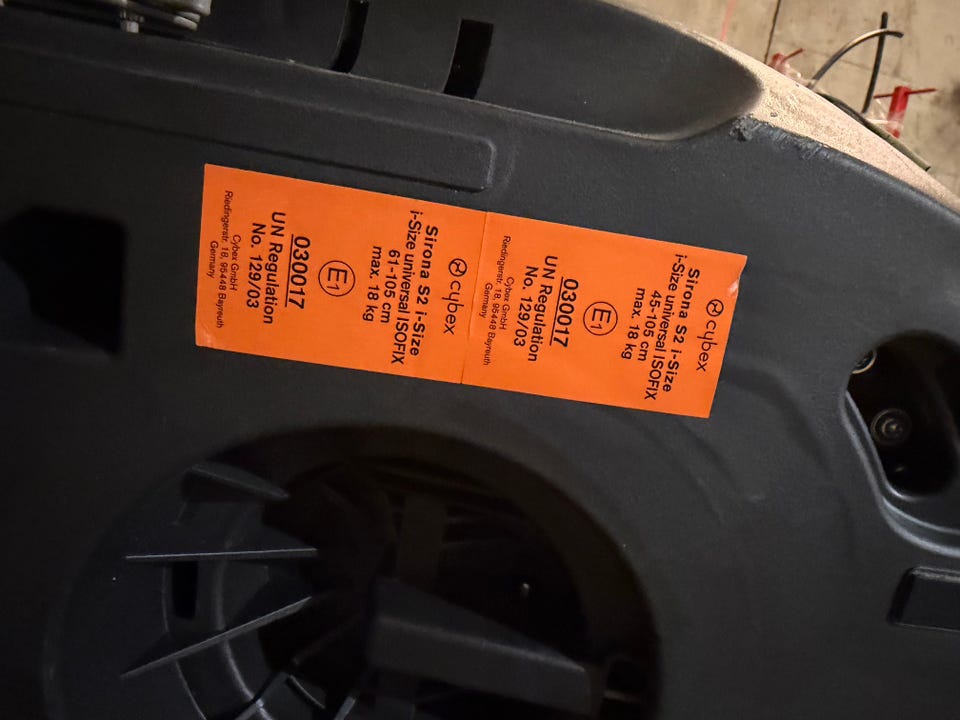 cybex
Sirona S2 i-Size
i-Size universal ISOFIX
45-105 cm
max. 18 kg
E1
030017
UN Regulation
No. 129/03
Cybex GmbH
Riedingerstr. 18, 95448 Bayreuth
Germany
cybex
Sirona S2 i-Size
i-Size universal ISOFIX
61-105 cm
max. 18 kg
E1
030017
UN Regulation
No. 129/03
Cybex GmbH
Riedingerstr. 18, 95448 Bayreuth
Germany